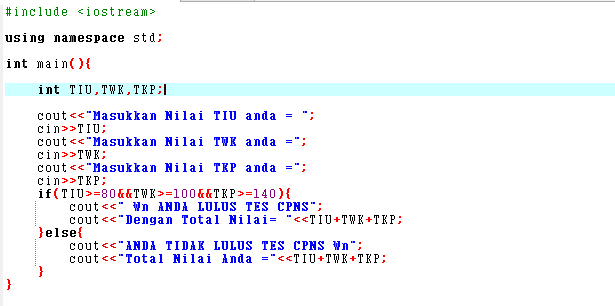 #include <iostream>
using namespace std;
int main(){
int TIU,TWK,TKP;
cout<<"Masukkan Nilai TIU anda = ";
cin>>TIU;
cout<<"Masukkan Nilai TWK anda =";
cin>>TWK;
cout<<"Masukkan Nilai TKP anda =";
cin>>TKP;
if(TIU>=80&&TWK>=100&&TKP>=140){
cout<<" ₩n ANDA LULUS TES CPNS";
cout<<"Dengan Total Nilai= "<<TIU+TWK+TKP;
}else{
cout<<"ANDA TIDAK LULUS TES CPNS ₩n";
cout<<"Total Nilai Anda ="<<TIU+TWK+TKP;
}
}